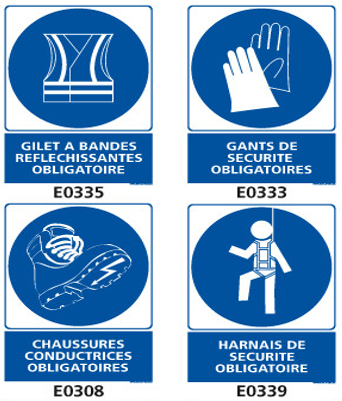 GILET A BANDES
REFLECHISSANTES
OBLIGATOIRE
E0335
GANTS DE
SECURITE
OBLIGATOIRES
E0333
CHAUSSURES
CONDUCTRICES
OBLIGATOIRES
E0308
HARNAIS DE
SECURITE
OBLIGATOIRE
E0339